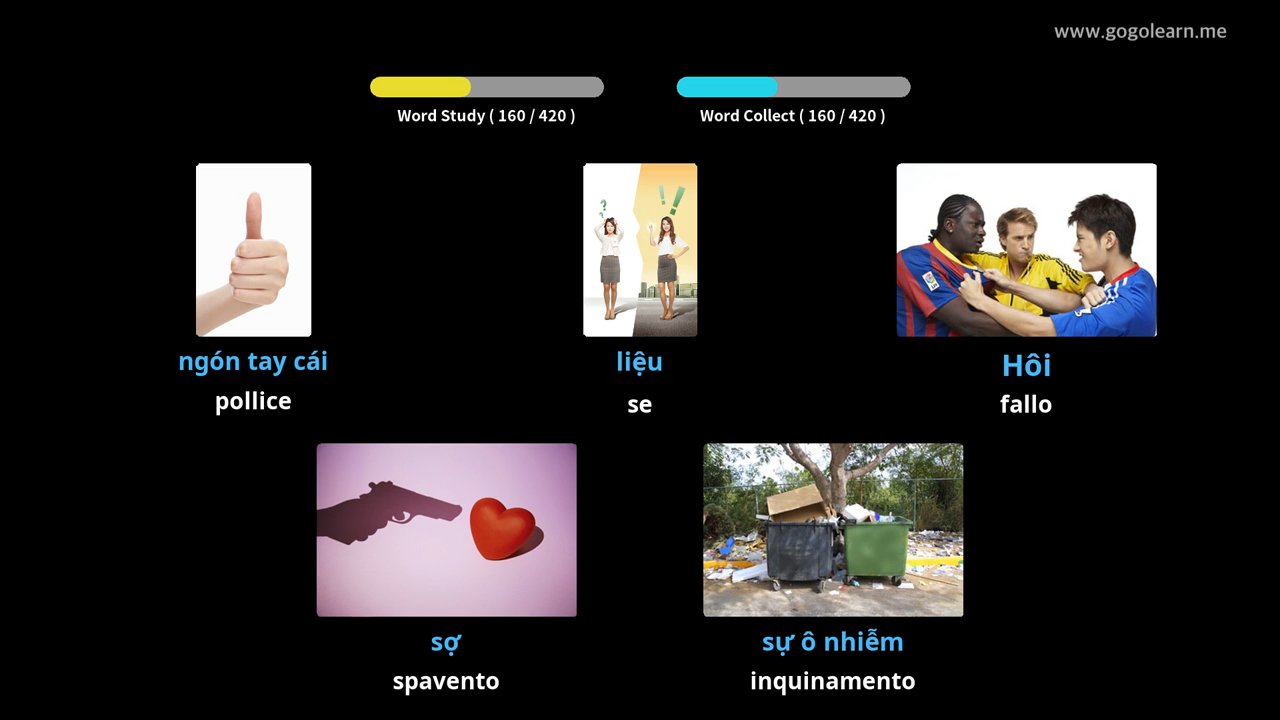 www.gogolearn.me
Word Study ( 160 / 420 )
Word Collect ( 160 / 420 )
ngón tay cái
pollice
liệu
se
Hôi
fallo
sợ
spavento
sự ô nhiễm
inquinamento